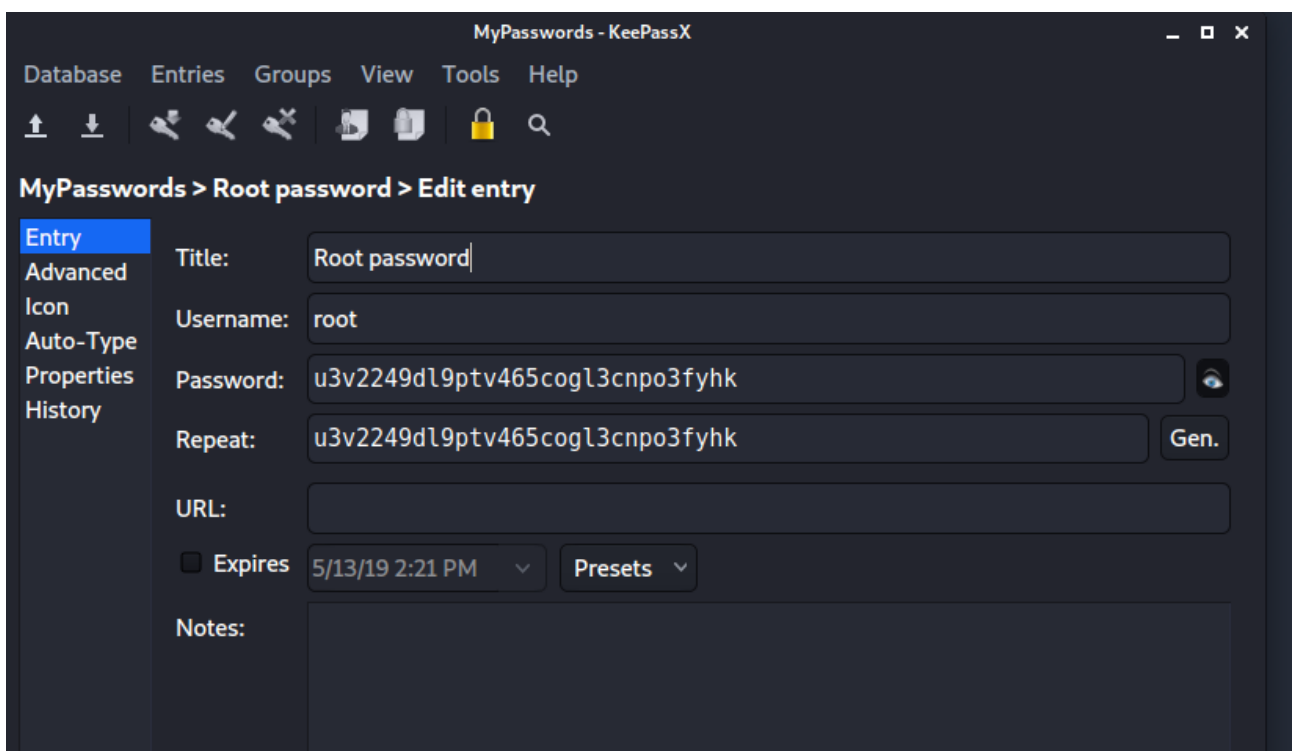 MyPasswords - KeePassX
Database Entries Groups View Tools Help
MyPasswords > Root password > Edit entry
Entry
Advanced
Icon
Auto-Type
Properties
History
Title: Root password
Username: root
Password: u3v2249dl9ptv465cogl3cnpo3fyhk
Repeat: u3v2249dl9ptv465cogl3cnpo3fyhk Gen.
URL:
Expires 5/13/19 2:21 PM Presets
Notes: